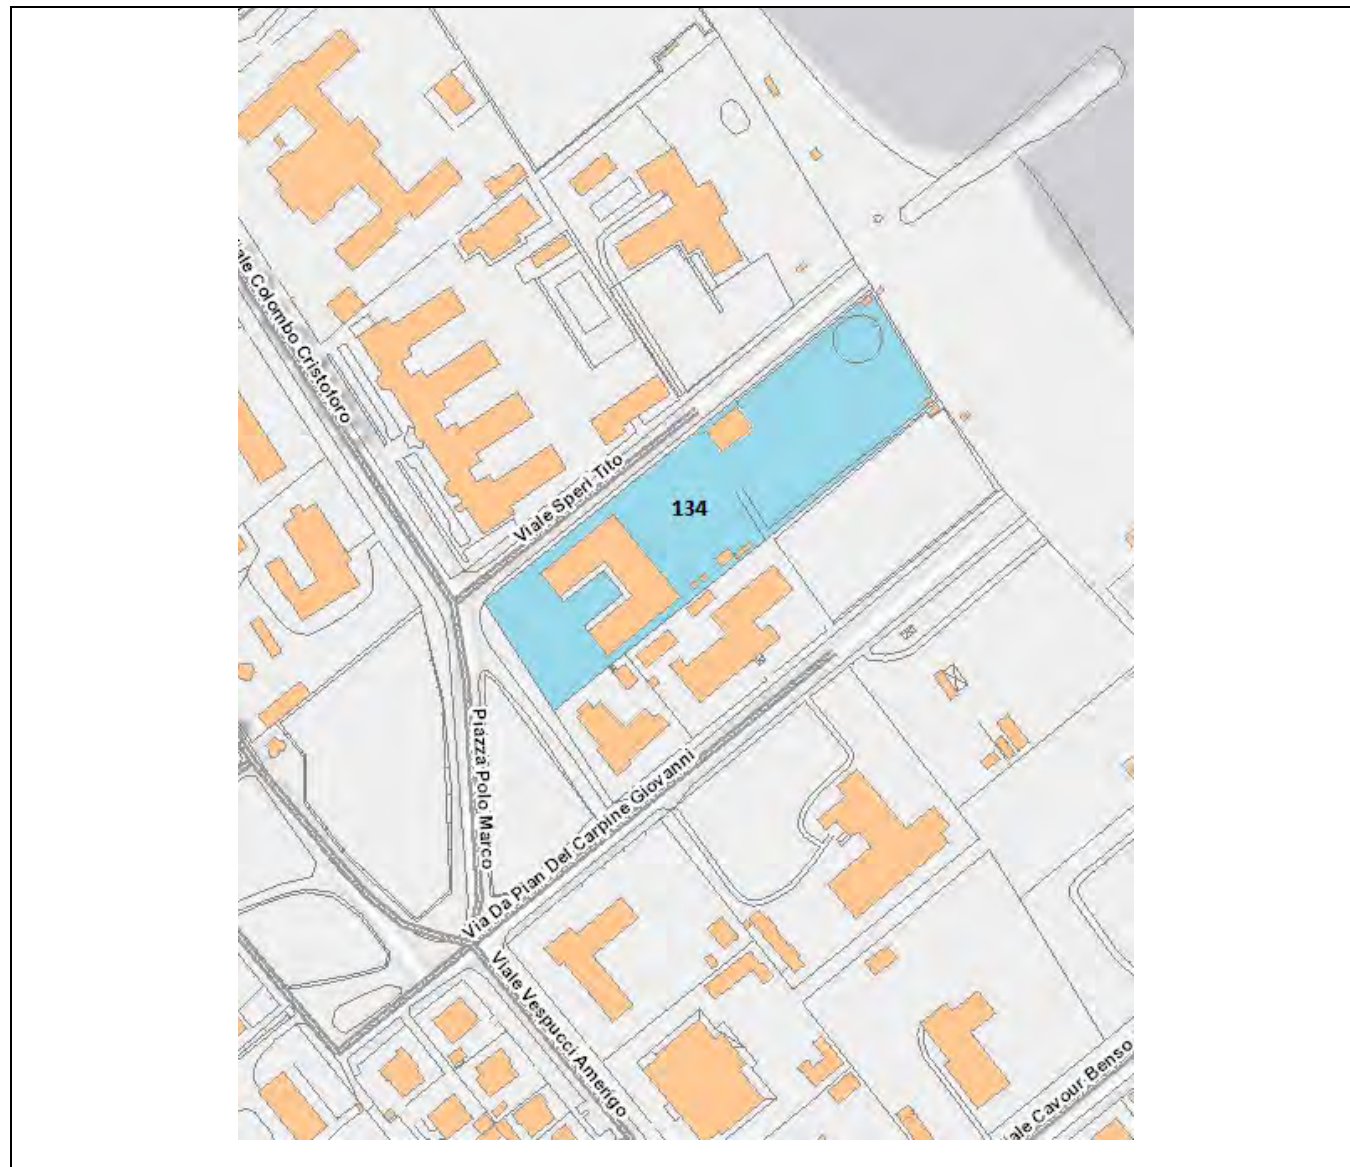 Viale Colombo Cristoforo
Viale Speri Tito
134
Piazza Polo Marco
Via Da Pian Del Carpine Giovanni
Viale Vespucci Amerigo
ale Cavour Benso